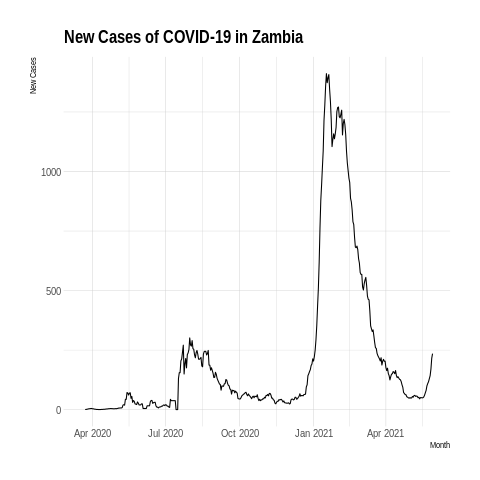 New Cases of COVID-19 in Zambia
New Cases
1000
500
0
Apr 2020 Jul 2020 Oct 2020 Jan 2021 Apr 2021
Month